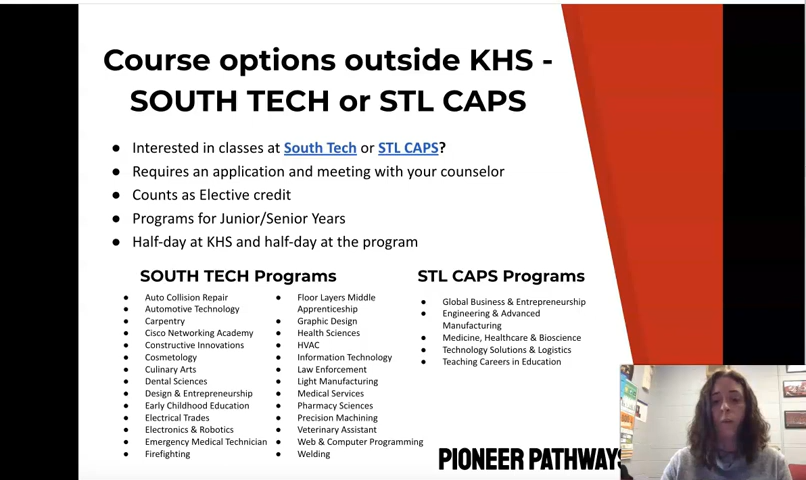 Course options outside KHS -
SOUTH TECH or STL CAPS
● Interested in classes at South Tech or STL CAPS?
● Requires an application and meeting with your counselor
● Counts as Elective credit
● Programs for Junior/Senior Years
● Half-day at KHS and half-day at the program
SOUTH TECH Programs
● Auto Collision Repair
● Automotive Technology
● Carpentry
● Cisco Networking Academy
● Constructive Innovations
● Cosmetology
● Culinary Arts
● Dental Sciences
● Design & Entrepreneurship
● Early Childhood Education
● Electrical Trades
● Electronics & Robotics
● Emergency Medical Technician
● Firefighting
● Floor Layers Middle
Apprenticeship
● Graphic Design
● Health Sciences
● HVAC
● Information Technology
● Law Enforcement
● Light Manufacturing
● Medical Services
● Pharmacy Sciences
● Precision Machining
● Veterinary Assistant
● Web & Computer Programming
● Welding
STL CAPS Programs
● Global Business & Entrepreneurship
● Engineering & Advanced
Manufacturing
● Medicine, Healthcare & Bioscience
● Technology Solutions & Logistics
● Teaching Careers in Education
PIONEER PATHWAYS